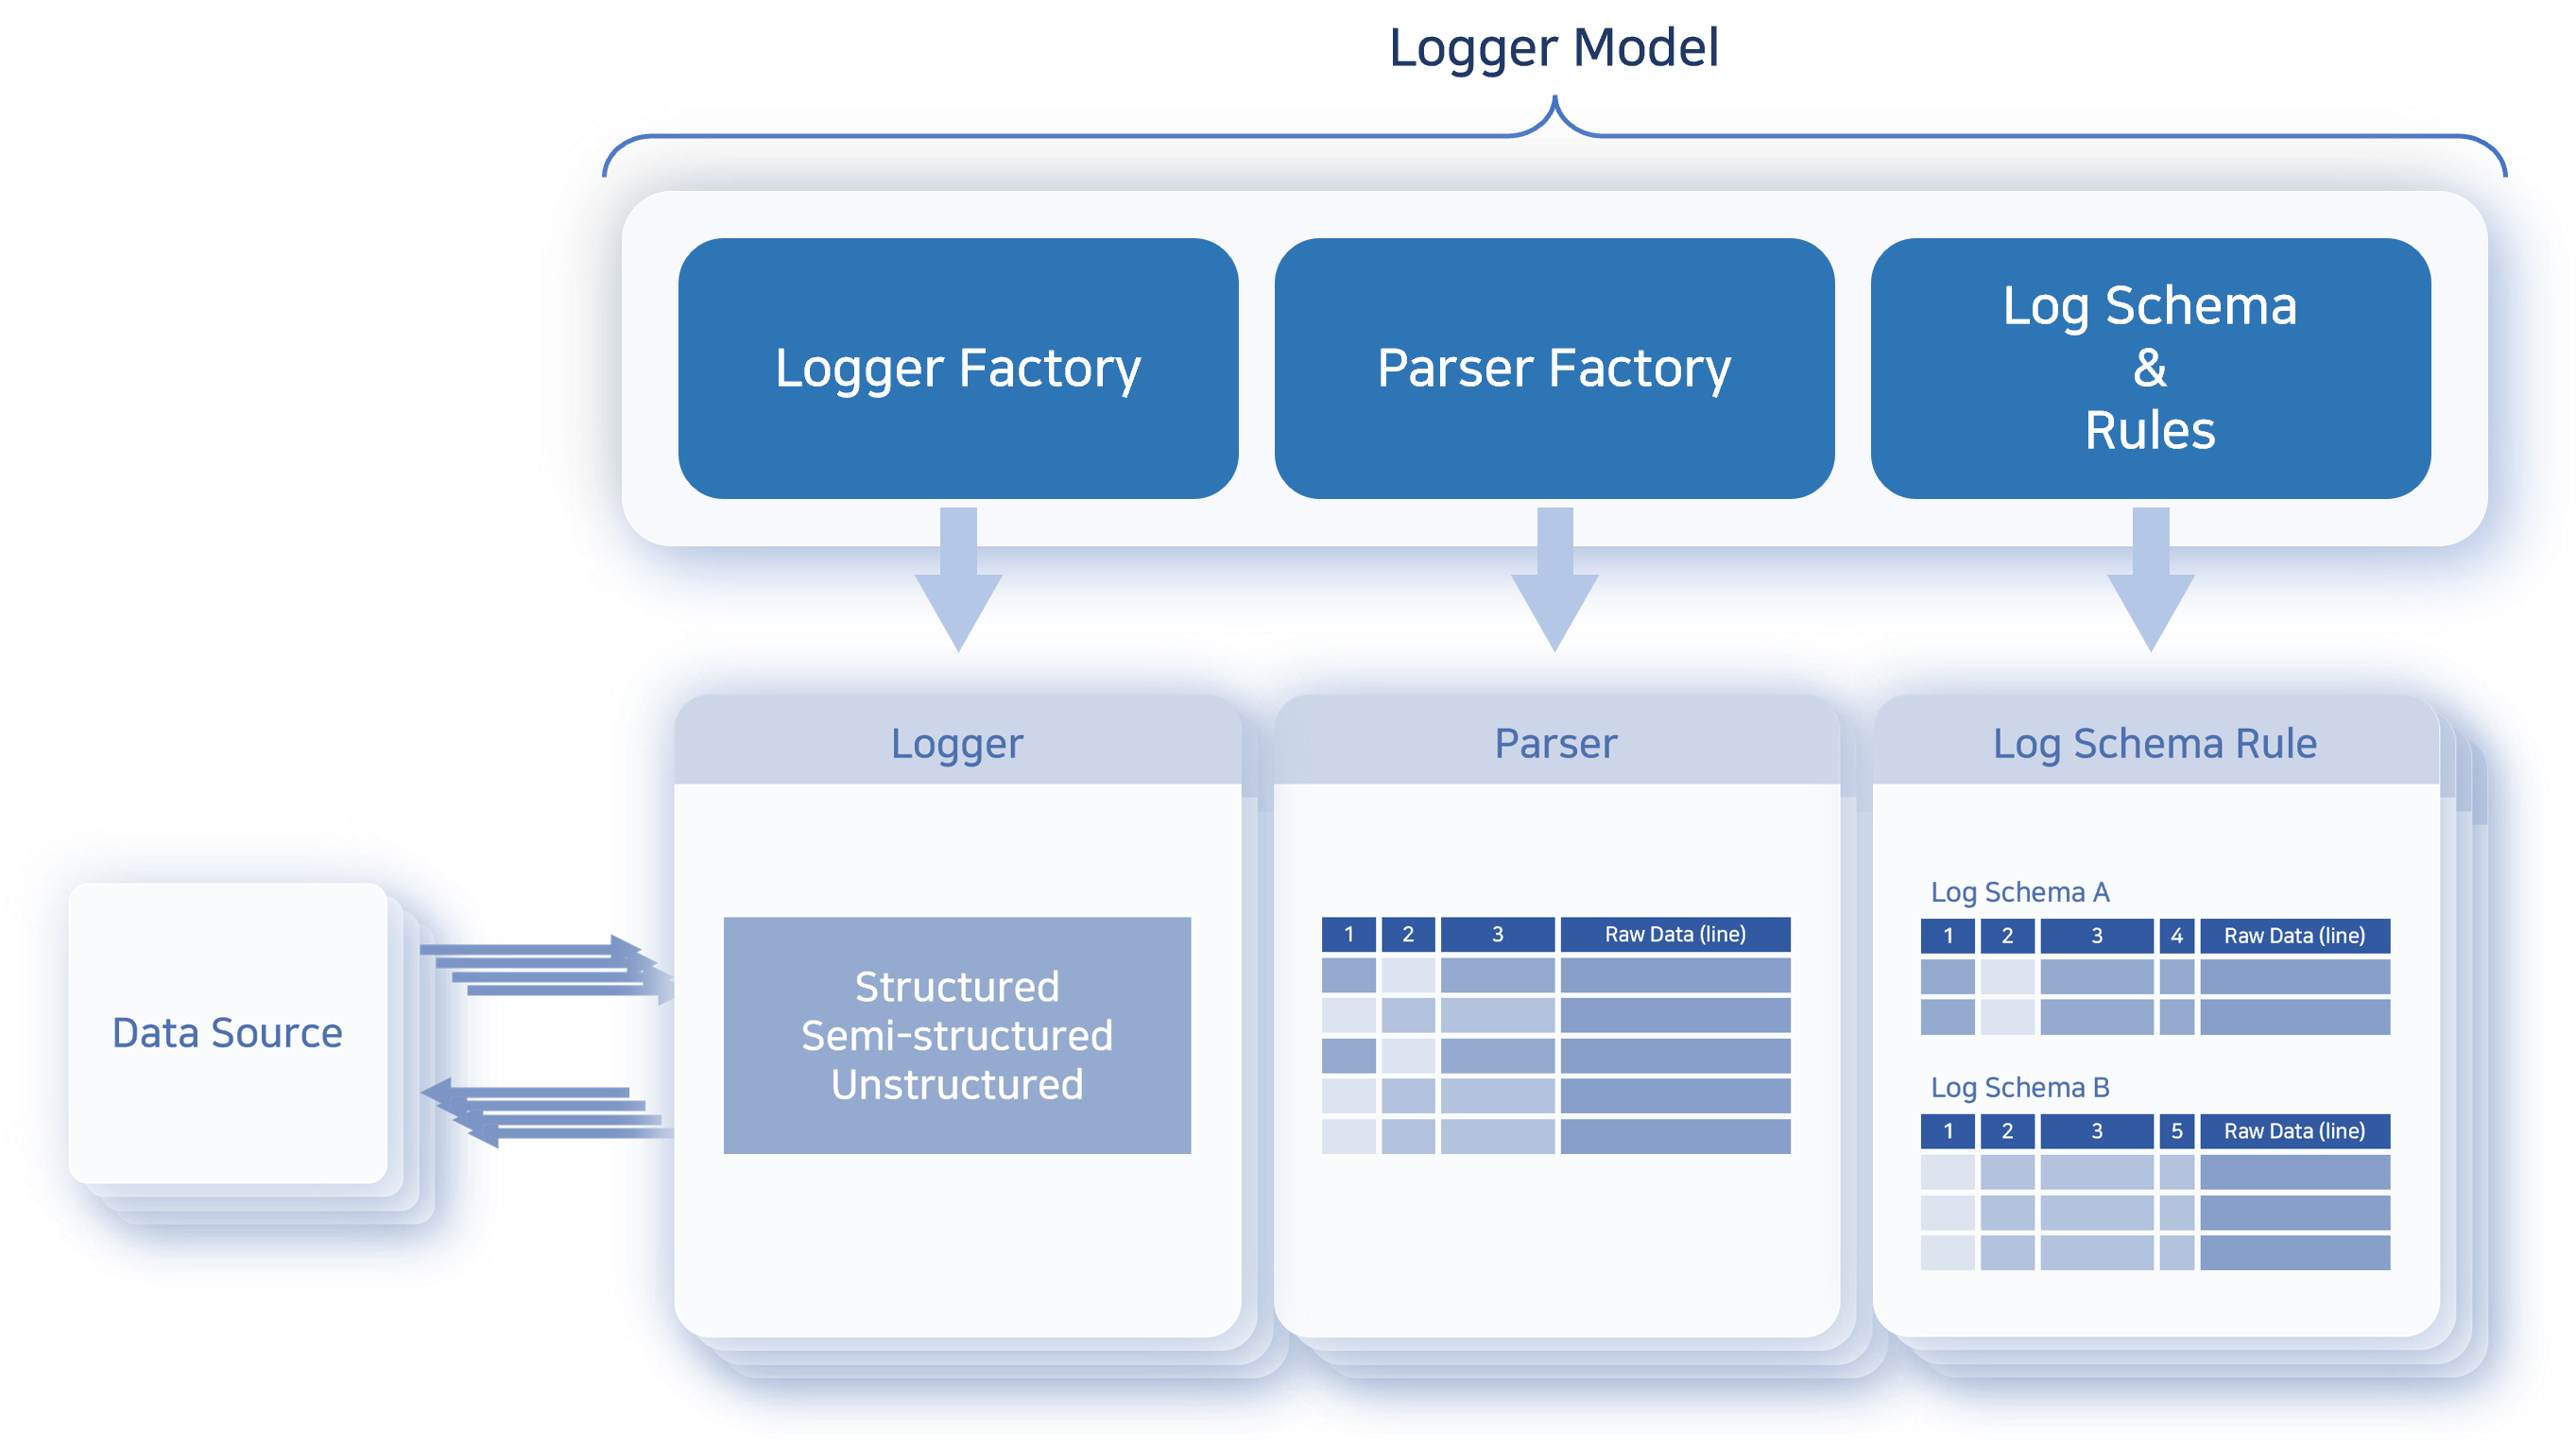 Logger Model
Logger Factory
Parser Factory
Log Schema
&
Rules
Logger
Parser
Log Schema Rule
Data Source
Structured
Semi-structured
Unstructured
1 2 3 Raw Data (line)
Log Schema A
1 2 3 4 Raw Data (line)
Log Schema B
1 2 3 5 Raw Data (line)